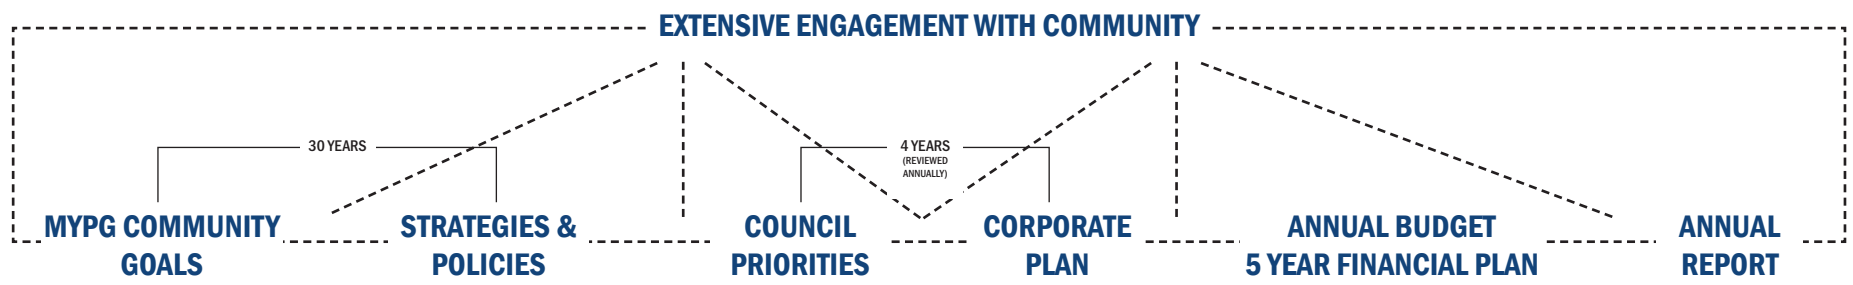 EXTENSIVE ENGAGEMENT WITH COMMUNITY
30 YEARS
4 YEARS
(REVIEWED
ANNUALLY)
MYPG COMMUNITY
GOALS
STRATEGIES &
POLICIES
COUNCIL
PRIORITIES
CORPORATE
PLAN
ANNUAL BUDGET
5 YEAR FINANCIAL PLAN
ANNUAL
REPORT